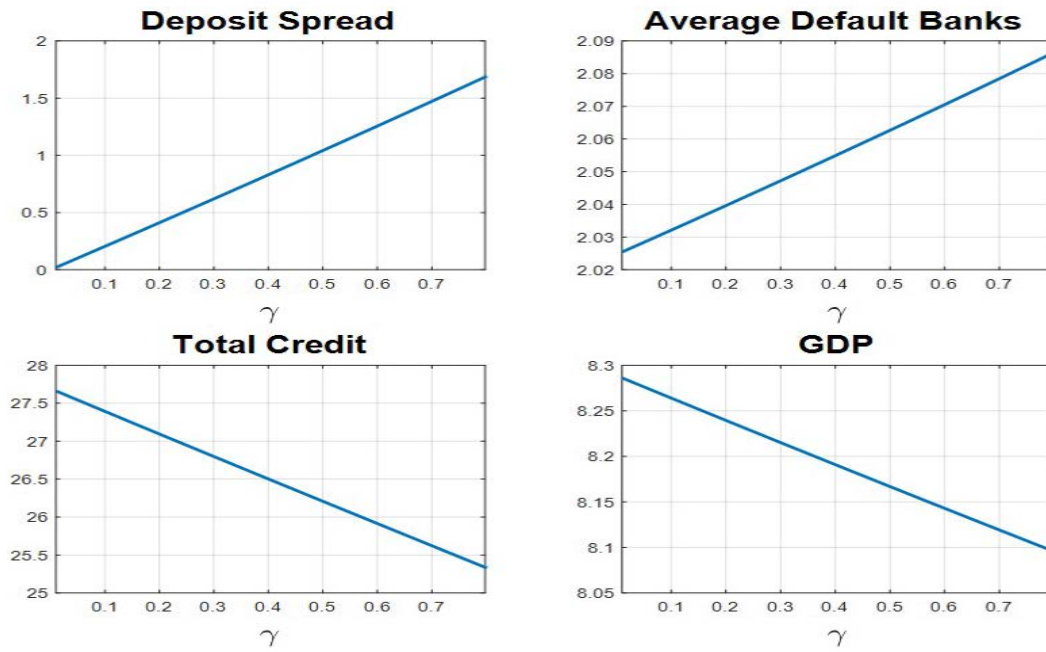 Deposit Spread
2
1.5
1
0.5
0
0.1 0.2 0.3 0.4 0.5 0.6 0.7
γ
Average Default Banks
2.09
2.08
2.07
2.06
2.05
2.04
2.03
2.02
0.1 0.2 0.3 0.4 0.5 0.6 0.7
γ
Total Credit
28
27.5
27
26.5
26
25.5
25
0.1 0.2 0.3 0.4 0.5 0.6 0.7
γ
GDP
8.3
8.25
8.2
8.15
8.1
8.05
0.1 0.2 0.3 0.4 0.5 0.6 0.7
γ